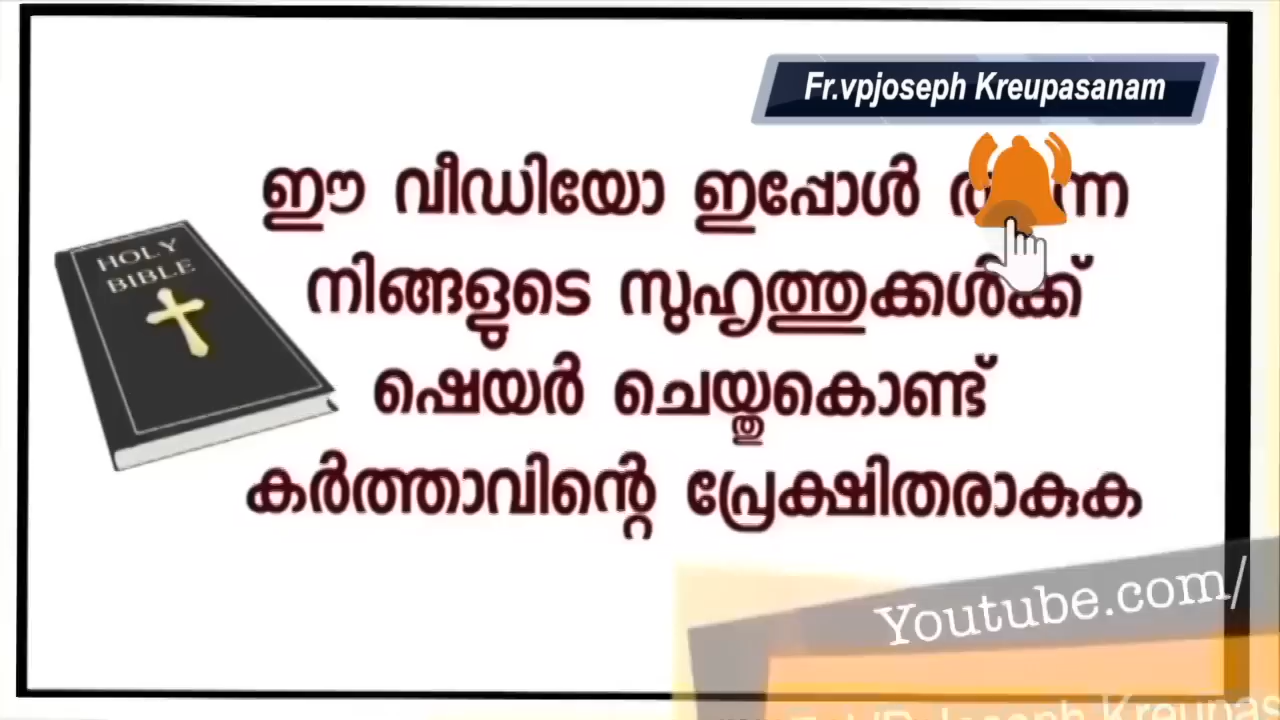 Fr.vpjoseph Kreupasanam
ഈ വീഡിയോ ഇപ്പോൾ
നിങ്ങളുടെ സുഹൃത്തുക്കൾക്ക്
ഷെയർ ചെയ്തുകൊണ്ട്
കർത്താവിന്റെ പ്രേക്ഷിതരാകുക
HOLY
BIBLE
Youtube.com/